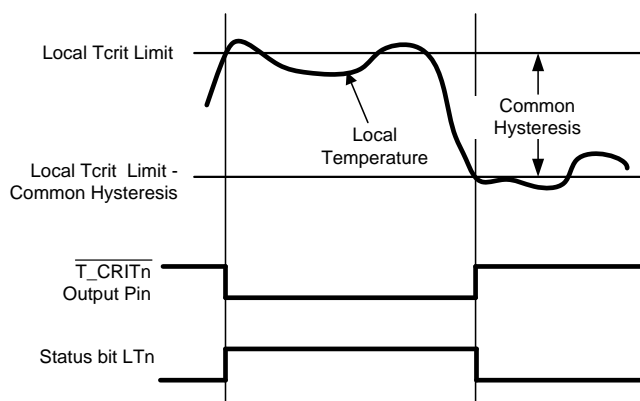 Local Tcrit Limit
Common
Hysteresis
Local
Temperature
Local Tcrit Limit -
Common Hysteresis
T_CRITn
Output Pin
Status bit LTn